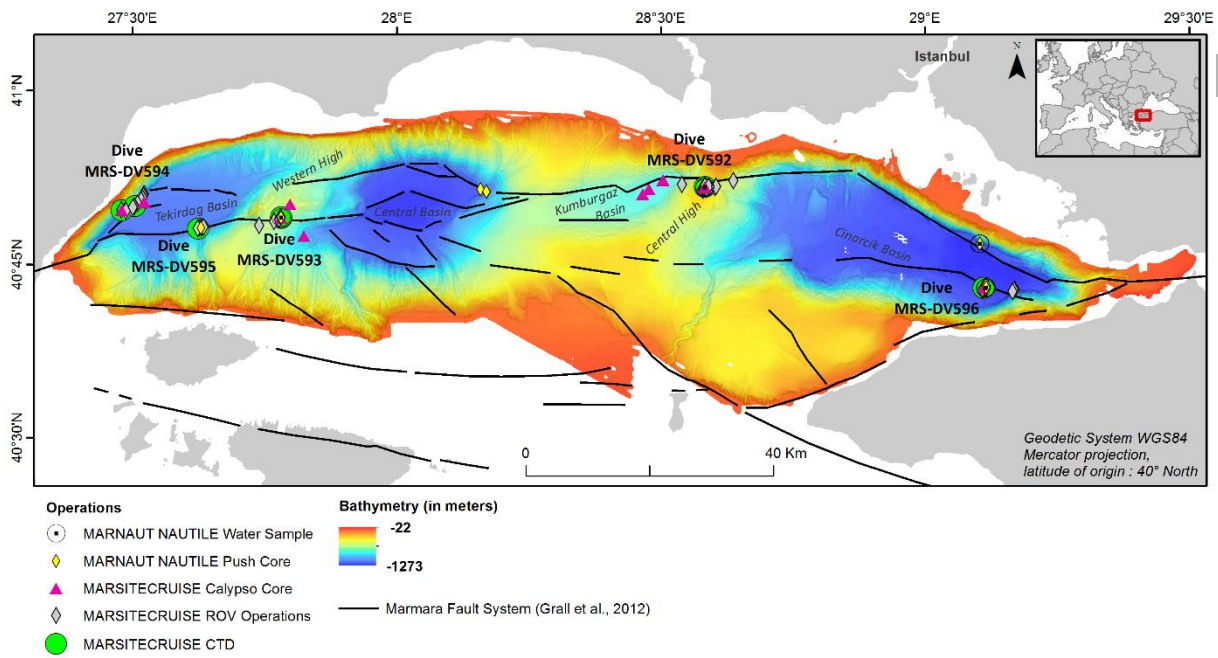 27°30'E
28°E
28°30'E
29°E
29°30'E
Istanbul
N
41°N
40°45'N
40°30'N
Dive
MRS-DV594
Dive
MRS-DV592
Western High
Tekirdag Basin
Central Basin
Kumburgaz
Basin
Central High
Cinarcik Basin
Dive
MRS-DV595
Dive
MRS-DV593
Dive
MRS-DV596
0
40 Km
Geodetic System WGS84
Mercator projection,
latitude of origin : 40° North
Operations
MARNAUT NAUTILE Water Sample
MARNAUT NAUTILE Push Core
MARSITECRUISE Calypso Core
MARSITECRUISE ROV Operations
MARSITECRUISE CTD
Bathymetry (in meters)
-22
-1273
Marmara Fault System (Grall et al., 2012)